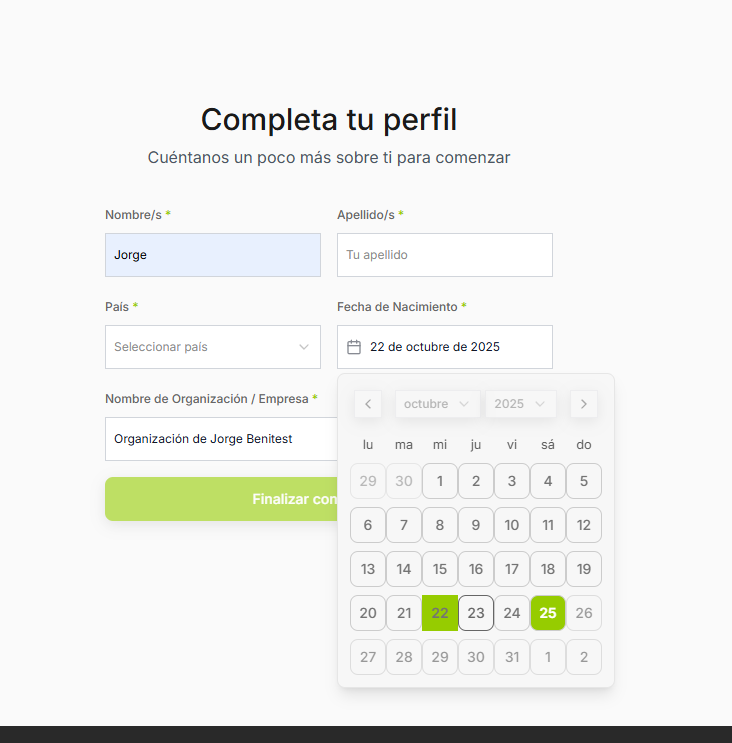 Completa tu perfil
Cuéntanos un poco más sobre ti para comenzar
Nombre/s * Apellido/s *
Jorge Tu apellido
País * Fecha de Nacimiento *
Seleccionar país 22 de octubre de 2025
Nombre de Organización / Empresa *
octubre 2025
Organización de Jorge Benitest
lu ma mi ju vi sá do
29 30 1 2 3 4 5
Finalizar con
6 7 8 9 10 11 12
13 14 15 16 17 18 19
20 21 22 23 24 25 26
27 28 29 30 31 1 2